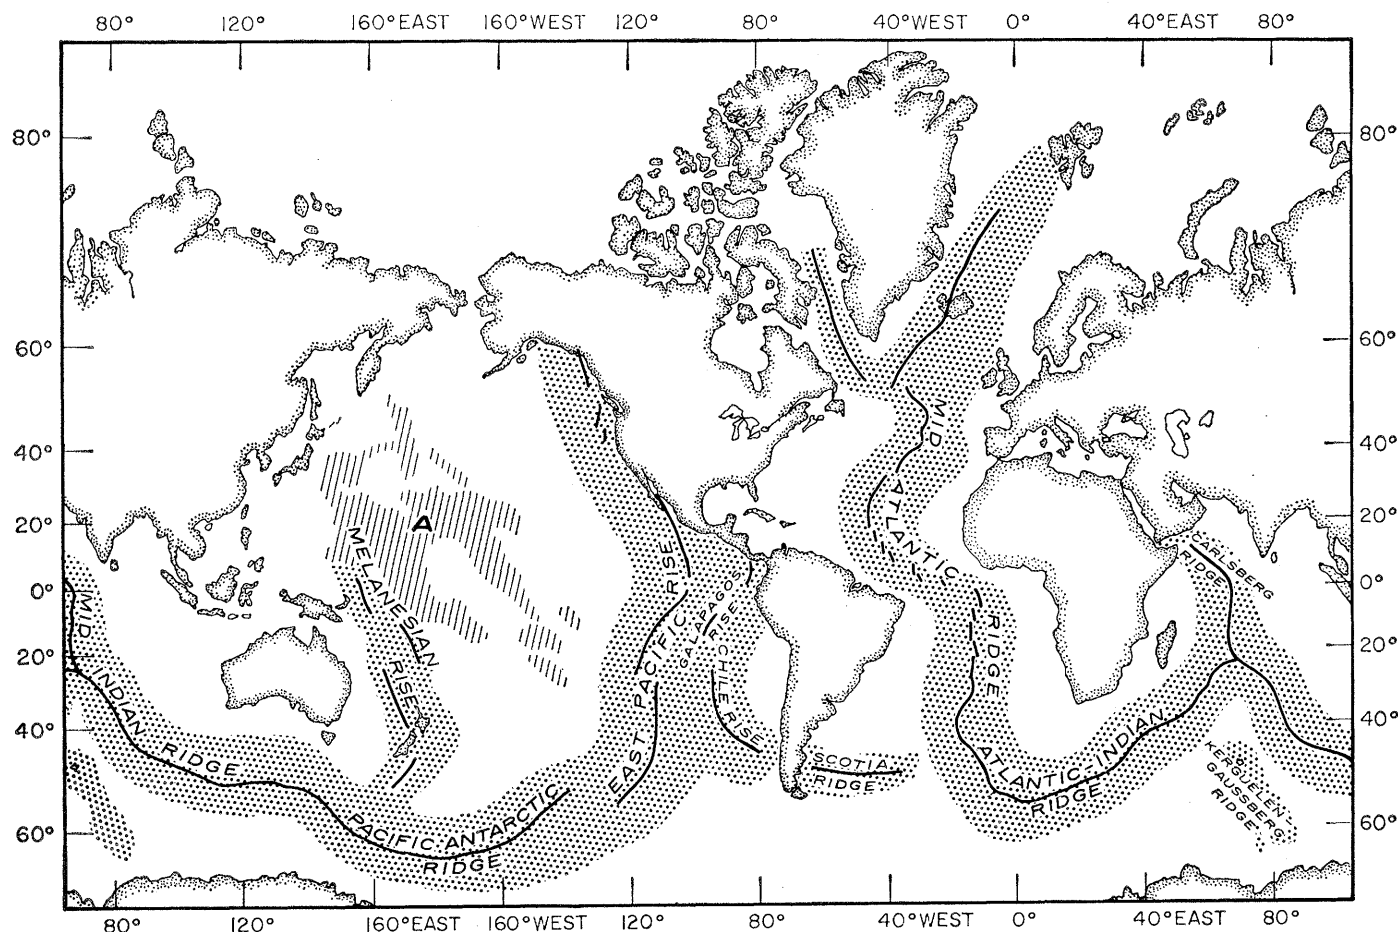 80° 120° 160°EAST 160°WEST 120° 80° 40°WEST 0° 40°EAST 80°
80° 80°
60° 60°
40° 40°
20° 20°
0° 0°
20° 20°
40° 40°
60° 60°
A
MELANESIAN
RISE
MID INDIAN RIDGE
PACIFIC-ANTARCTIC
RIDGE
EAST PACIFIC RISE
GALAPAGOS
RISE
CHILE RISE
SCOTIA
RIDGE
MID ATLANTIC RIDGE
ATLANTIC-INDIAN
RIDGE
CARLSBERG
RIDGE
KERGUELEN-
GAUSSBERG
RIDGE
80° 120° 160°EAST 160°WEST 120° 80° 40°WEST 0° 40°EAST 80°